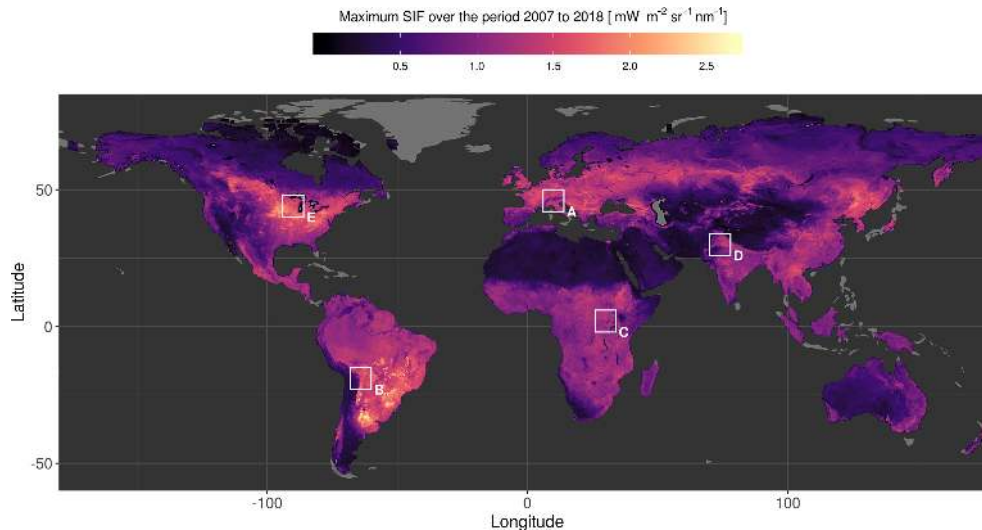 Maximum SIF over the period 2007 to 2018 [ mW m⁻² sr⁻¹ nm⁻¹]
0.5 1.0 1.5 2.0 2.5
50
0
-50
Latitude
E
A
D
C
B
-100 0 100
Longitude